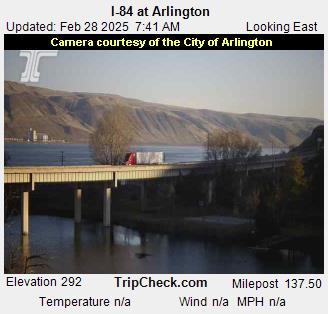 I-84 at Arlington
Updated: Feb 28 2025 7:41 AM Looking East
Camera courtesy of the City of Arlington
Elevation 292 TripCheck.com Milepost 137.50
Temperature n/a Wind n/a MPH n/a